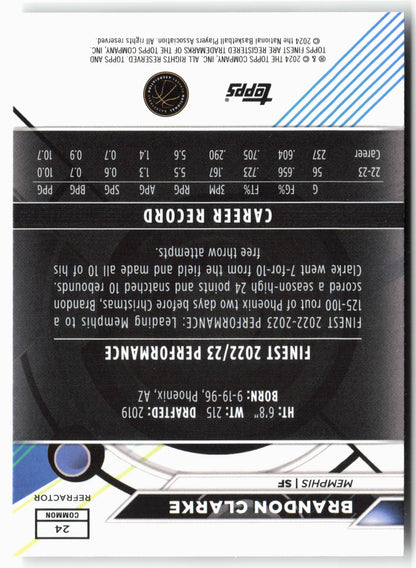 24
COMMON
REFRACTOR
BRANDON CLARKE
MEMPHIS | SF
HT: 6'8" WT: 215 DRAFTED: 2019
BORN: 9-19-96, Phoenix, AZ
FINEST 2022/23 PERFORMANCE
FINEST 2022-2023 PERFORMANCE: Leading Memphis to a
125-100 rout of Phoenix two days before Christmas, Brandon
scored a season-high 24 points and snatched 10 rebounds.
Clarke went 7-for-10 from the field and made all 10 of his
free throw attempts.
CAREER RECORD
G FG% FT% 3PM RPM APG SPG BPG PPG
22-23 56 .656 .723 .167 5.5 1.3 0.6 0.7 10.0
Career 237 .604 .705 .290 5.6 1.4 0.7 0.9 10.7
topps
® & © 2024 THE TOPPS COMPANY, INC. ALL RIGHTS RESERVED. TOPPS AND
TOPPS FINEST ARE REGISTERED TRADEMARKS OF THE TOPPS COMPANY, INC.
© 2024 the National Basketball Players Association. All rights reserved.